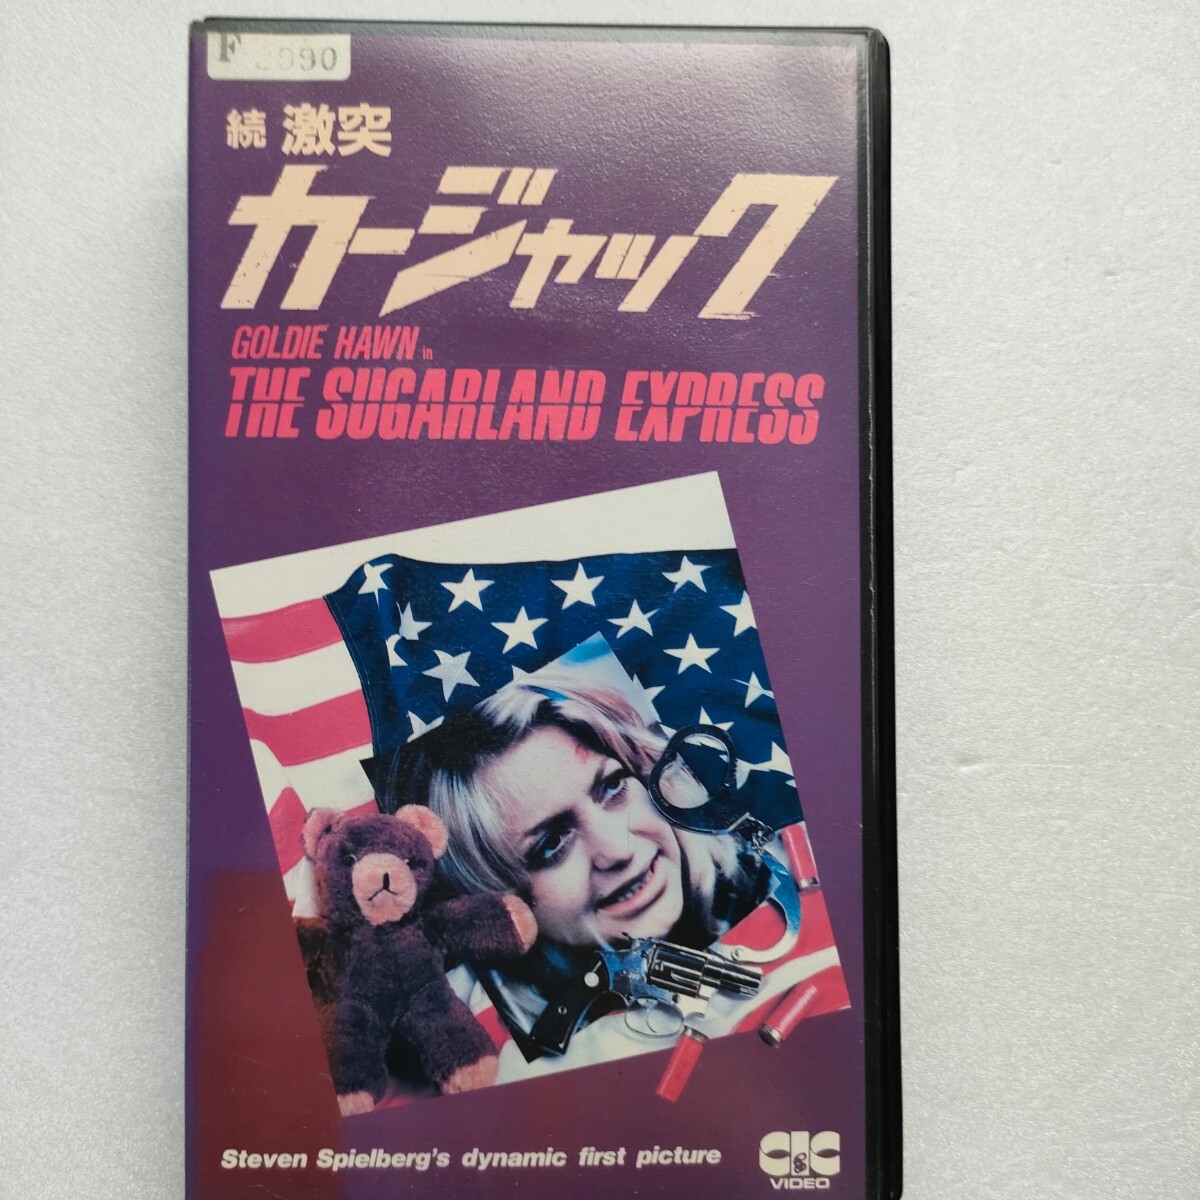 F
続 激突
カージャック
GOLDIE HAWN in
THE SUGARLAND EXPRESS
Steven Spielberg's dynamic first picture
CIC
VIDEO